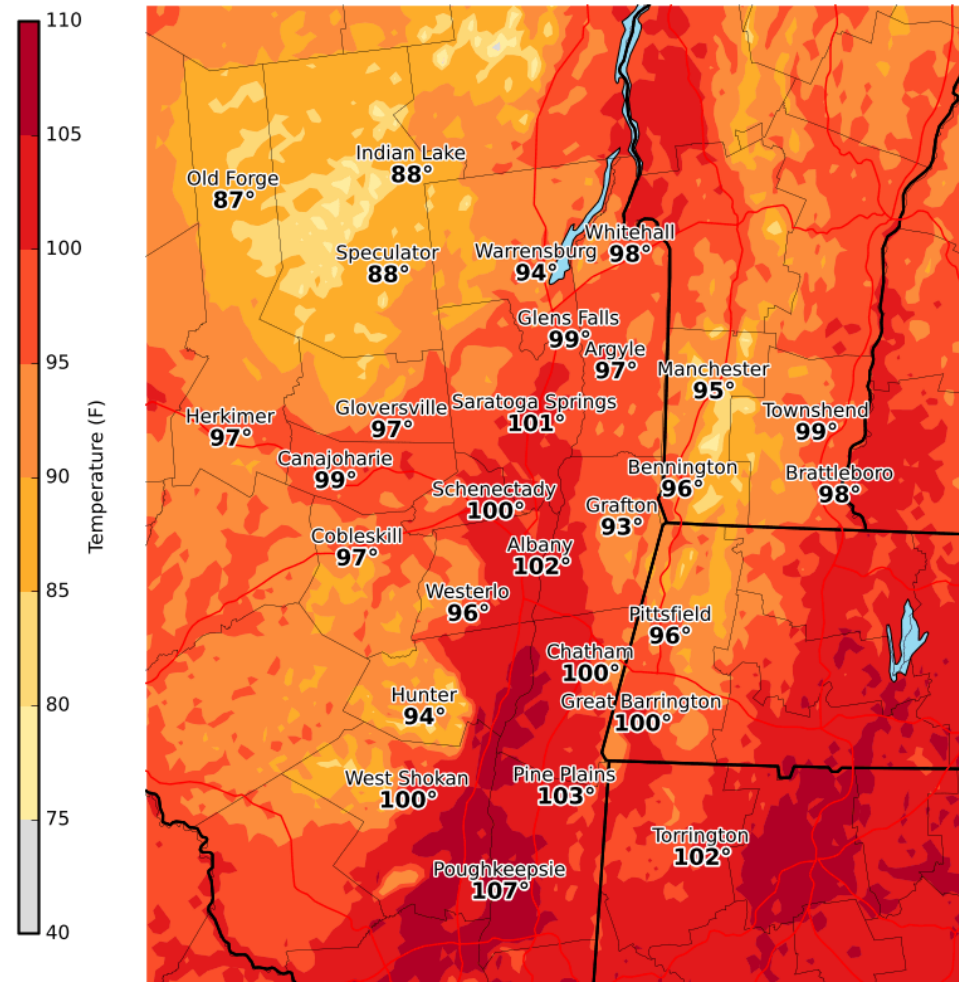 110
105
100
95
90
85
80
75
40
Temperature (F)
Indian Lake
88°
Old Forge
87°
Whitehall
98°
Speculator
88°
Warrensburg
94°
Glens Falls
99°
Argyle
97°
Manchester
95°
Saratoga Springs
101°
Gloversville
97°
Townshend
99°
Herkimer
97°
Canajoharie
99°
Bennington
96°
Brattleboro
98°
Schenectady
100°
Grafton
93°
Cobleskill
97°
Albany
102°
Westerlo
96°
Pittsfield
96°
Chatham
100°
Hunter
94°
Great Barrington
100°
West Shokan
100°
Pine Plains
103°
Torrington
102°
Poughkeepsie
107°